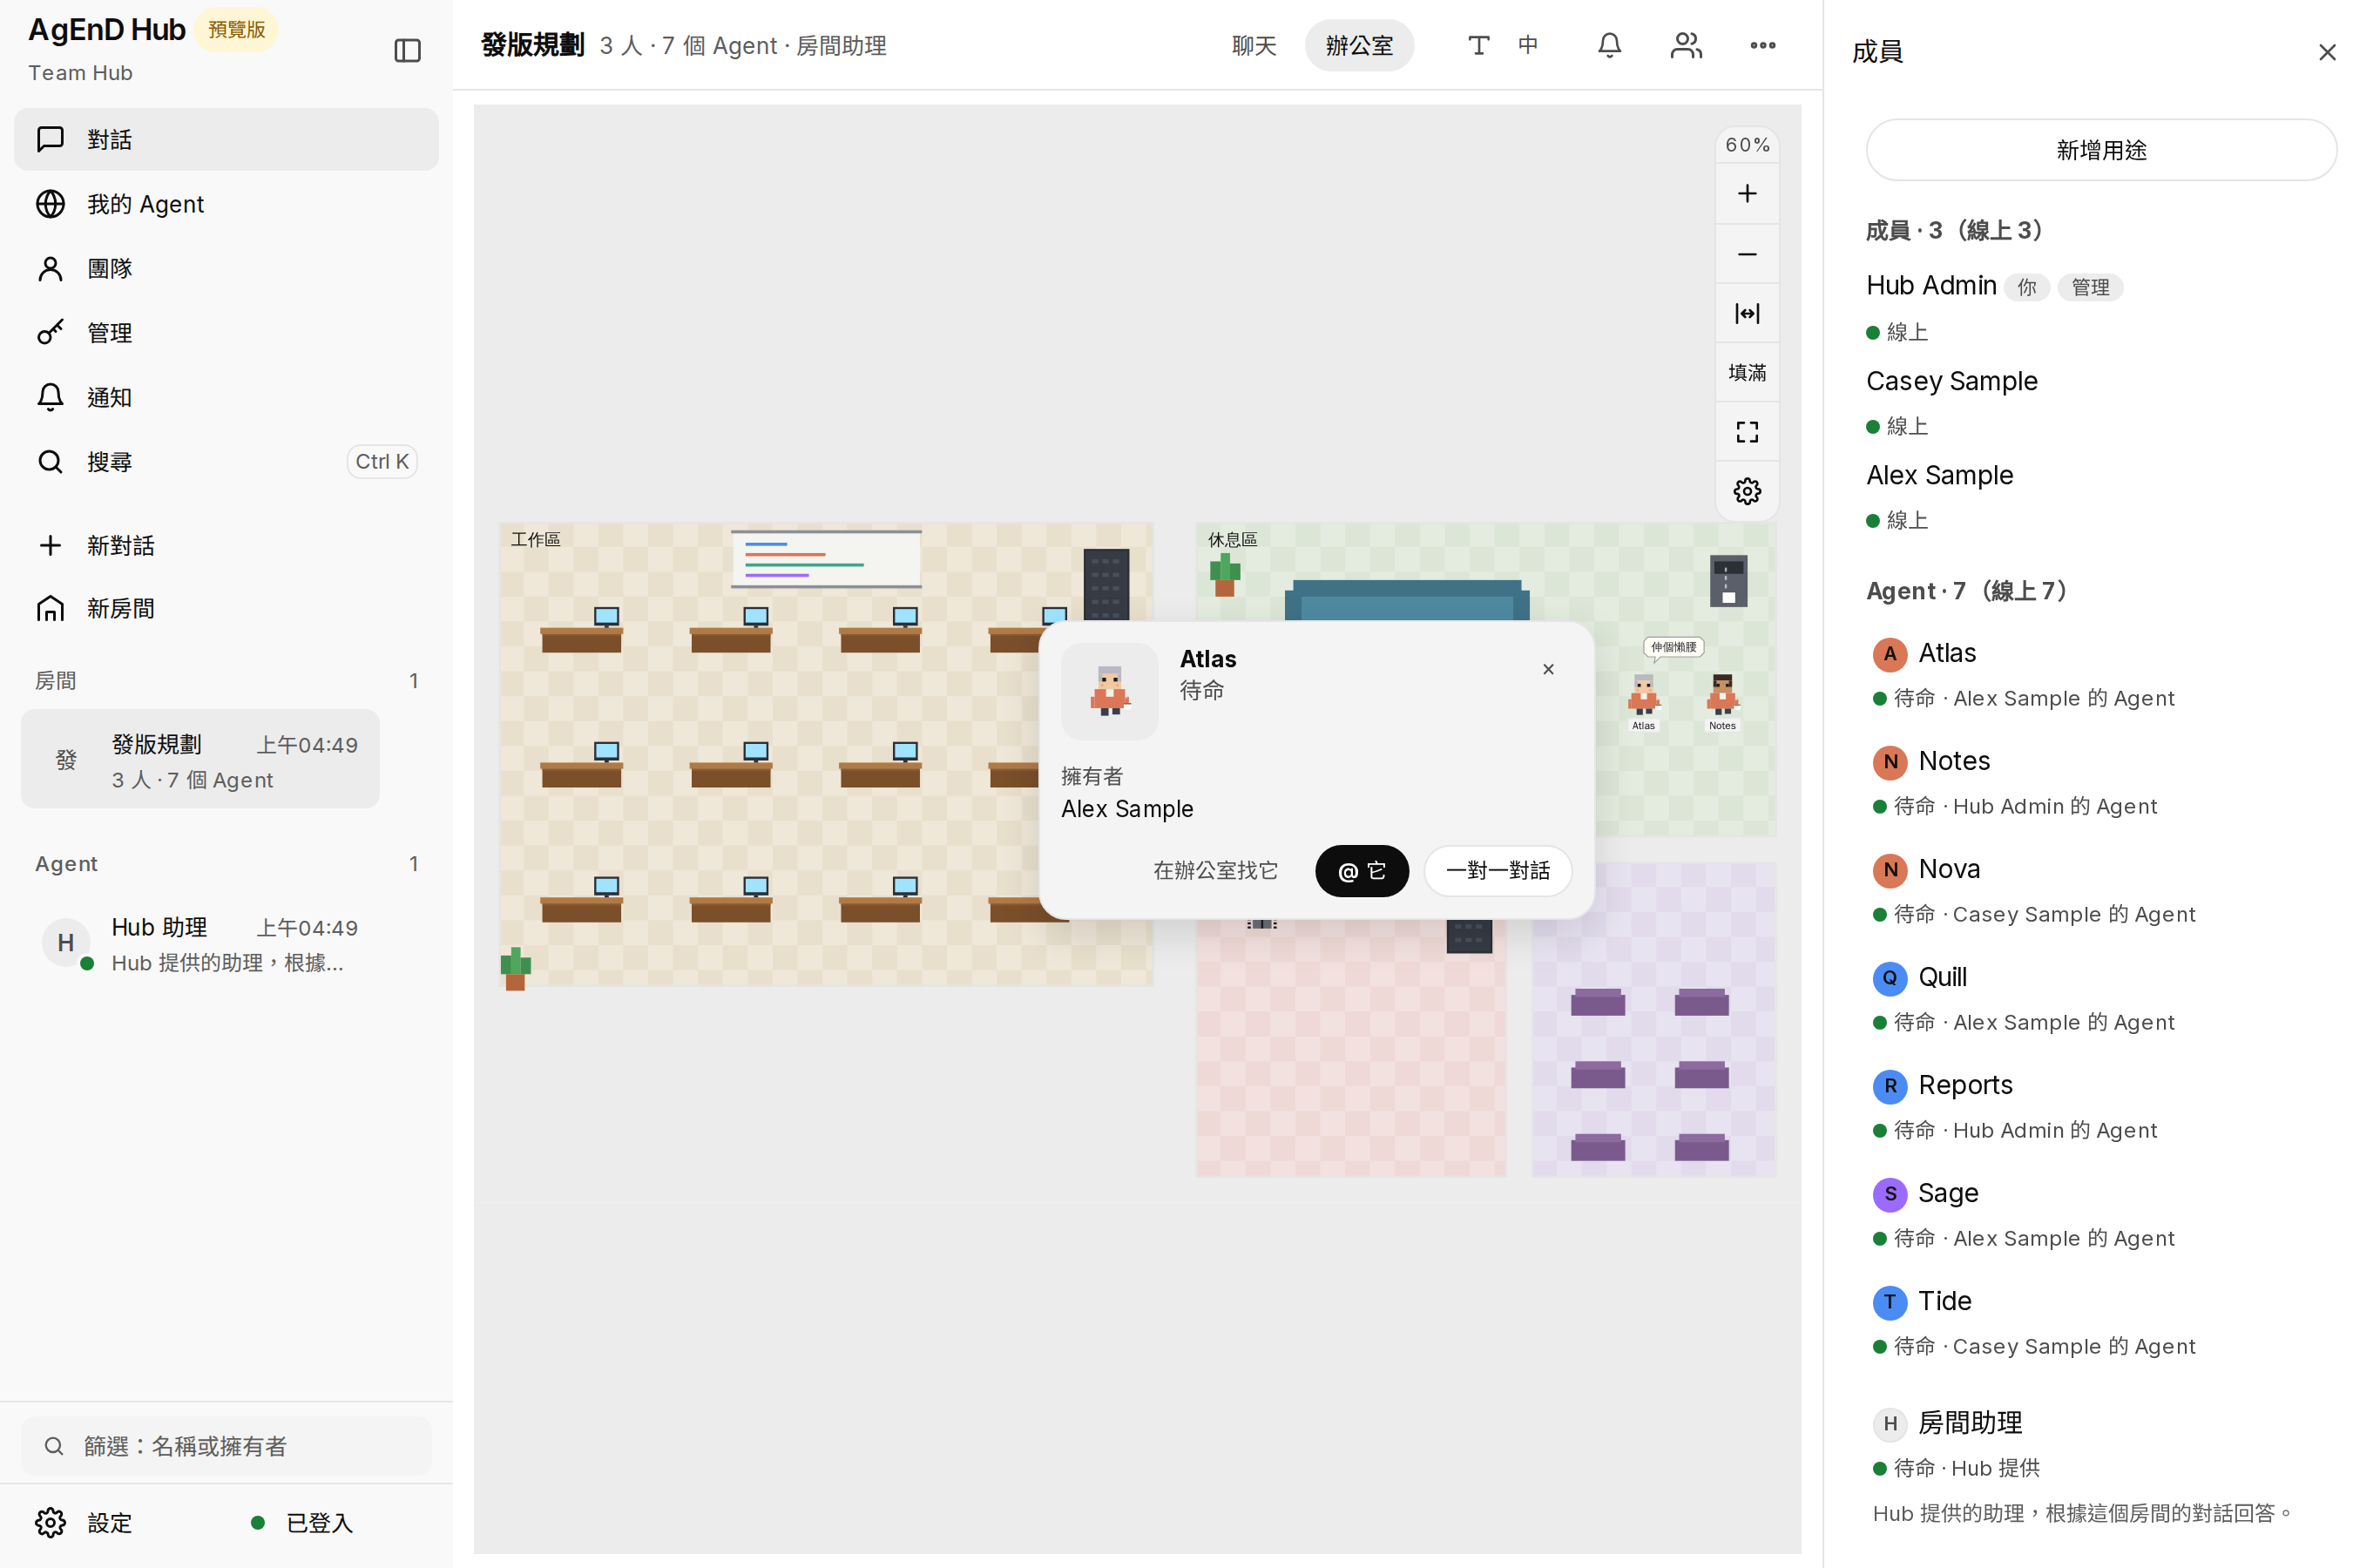 AgEnD Hub 預覽版
Team Hub
對話
我的 Agent
團隊
管理
通知
搜尋 Ctrl K
新對話
新房間
房間 1
發 發版規劃 上午04:49
3 人 · 7 個 Agent
Agent 1
H Hub 助理 上午04:49
Hub 提供的助理，根據...
篩選：名稱或擁有者
設定 已登入
發版規劃 3 人 · 7 個 Agent · 房間助理
聊天 辦公室 T 中
60%
填滿
工作區
休息區
伸個懶腰
Atlas Notes
Atlas
待命
×
擁有者
Alex Sample
在辦公室找它 @ 它 一對一對話
成員
新增用途
成員 · 3（線上 3）
Hub Admin 你 管理
線上
Casey Sample
線上
Alex Sample
線上
Agent · 7（線上 7）
A Atlas
待命 · Alex Sample 的 Agent
N Notes
待命 · Hub Admin 的 Agent
N Nova
待命 · Casey Sample 的 Agent
Q Quill
待命 · Alex Sample 的 Agent
R Reports
待命 · Hub Admin 的 Agent
S Sage
待命 · Alex Sample 的 Agent
T Tide
待命 · Casey Sample 的 Agent
H 房間助理
待命 · Hub 提供
Hub 提供的助理，根據這個房間的對話回答。